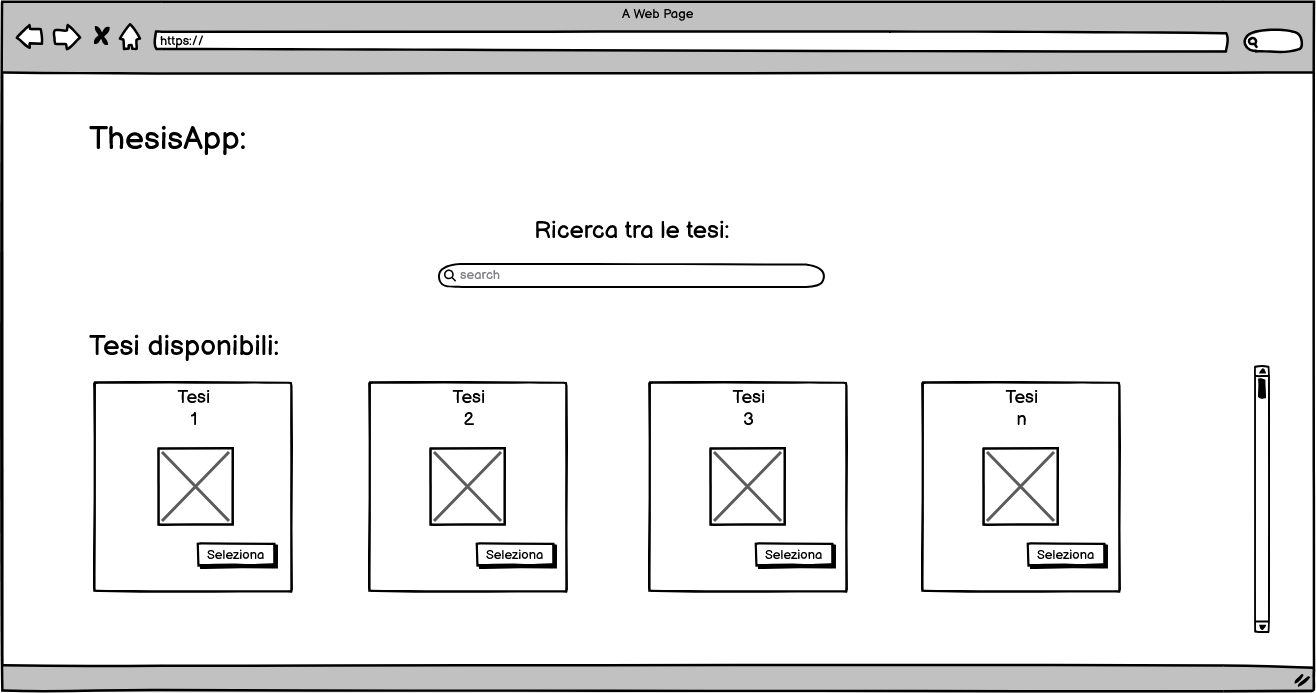 A Web Page
https://
ThesisApp:
Ricerca tra le tesi:
search
Tesi disponibili:
Tesi
1
Seleziona
Tesi
2
Seleziona
Tesi
3
Seleziona
Tesi
n
Seleziona